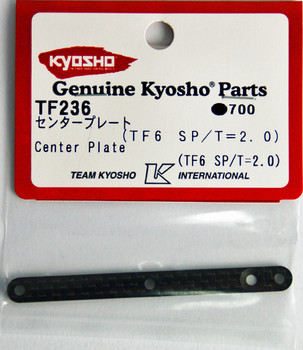 KYOSHO
Genuine Kyosho® Parts
TF236 ●700
センタープレート
(TF6 SP/T=2.0)
Center Plate
(TF6 SP/T=2.0)
TEAM KYOSHO K INTERNATIONAL